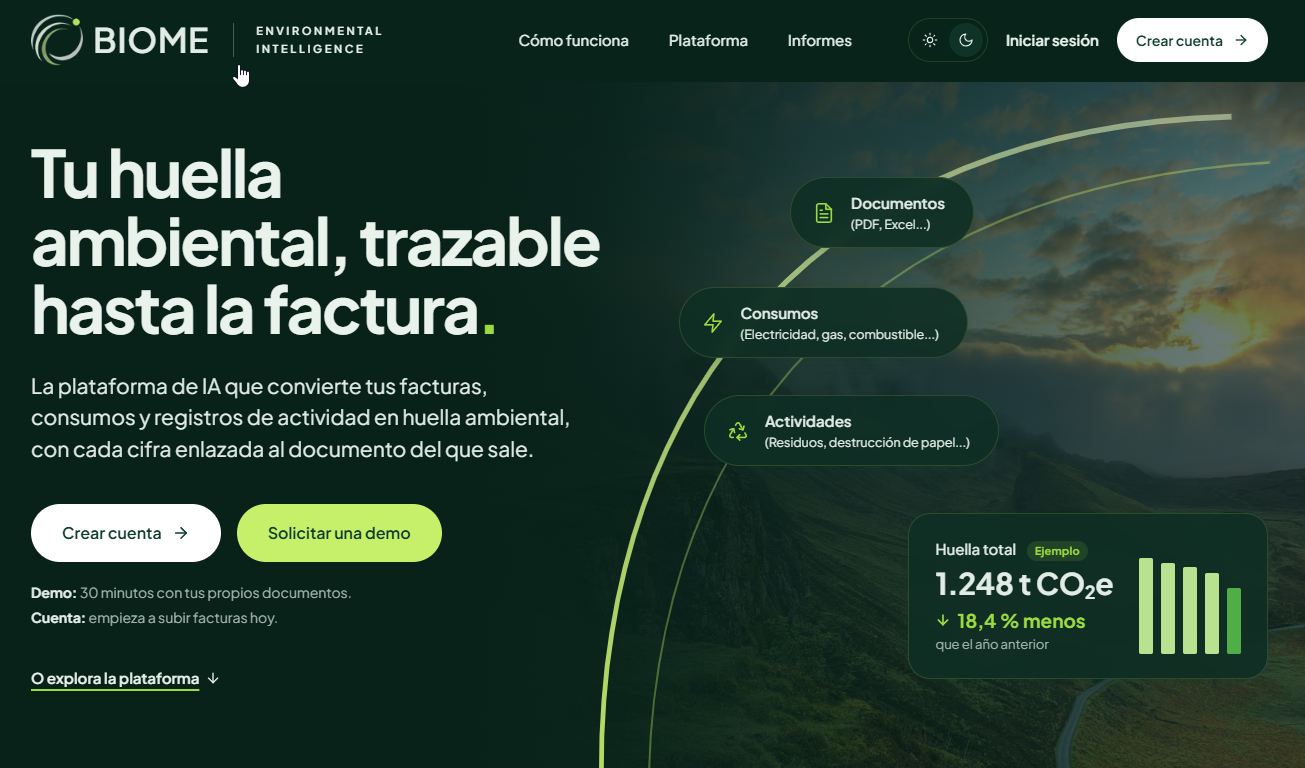 BIOME
ENVIRONMENTAL
INTELLIGENCE
Cómo funciona
Plataforma
Informes
Iniciar sesión
Crear cuenta
Tu huella
ambiental, trazable
hasta la factura.
La plataforma de IA que convierte tus facturas,
consumos y registros de actividad en huella ambiental,
con cada cifra enlazada al documento del que sale.
Crear cuenta
Solicitar una demo
Demo: 30 minutos con tus propios documentos.
Cuenta: empieza a subir facturas hoy.
O explora la plataforma ↓
Documentos
(PDF, Excel...)
Consumos
(Electricidad, gas, combustible...)
Actividades
(Residuos, destrucción de papel...)
Huella total
Ejemplo
1.248 t CO₂e
↓ 18,4 % menos
que el año anterior